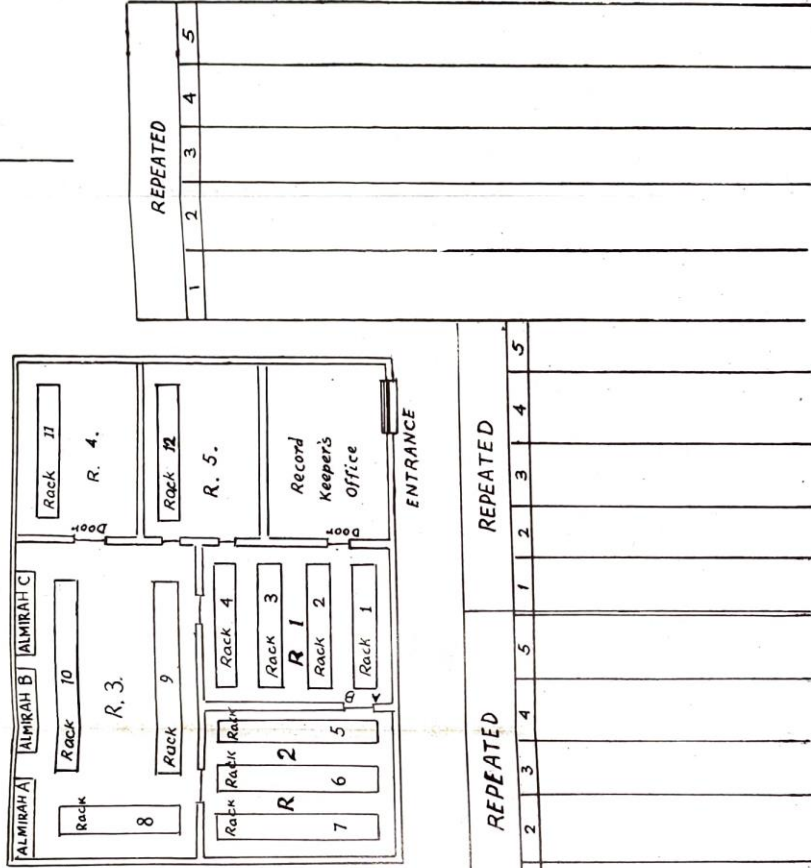 REPEATED
1 2 3 4 5
ALMIRAH A
ALMIRAH B
ALMIRAH C
Rack 10
Rack 11
R. 4.
R. 3.
Door
Rack 8
Rack 9
Rack 12
R. 5.
Rack 4
Rack 3
R 1
Rack 2
Rack 1
Record
Keeper's
Office
Door
Rack 7
Rack 6
Rack 5
R 2
ENTRANCE
REPEATED
2 3 4 5
REPEATED
1 2 3 4 5